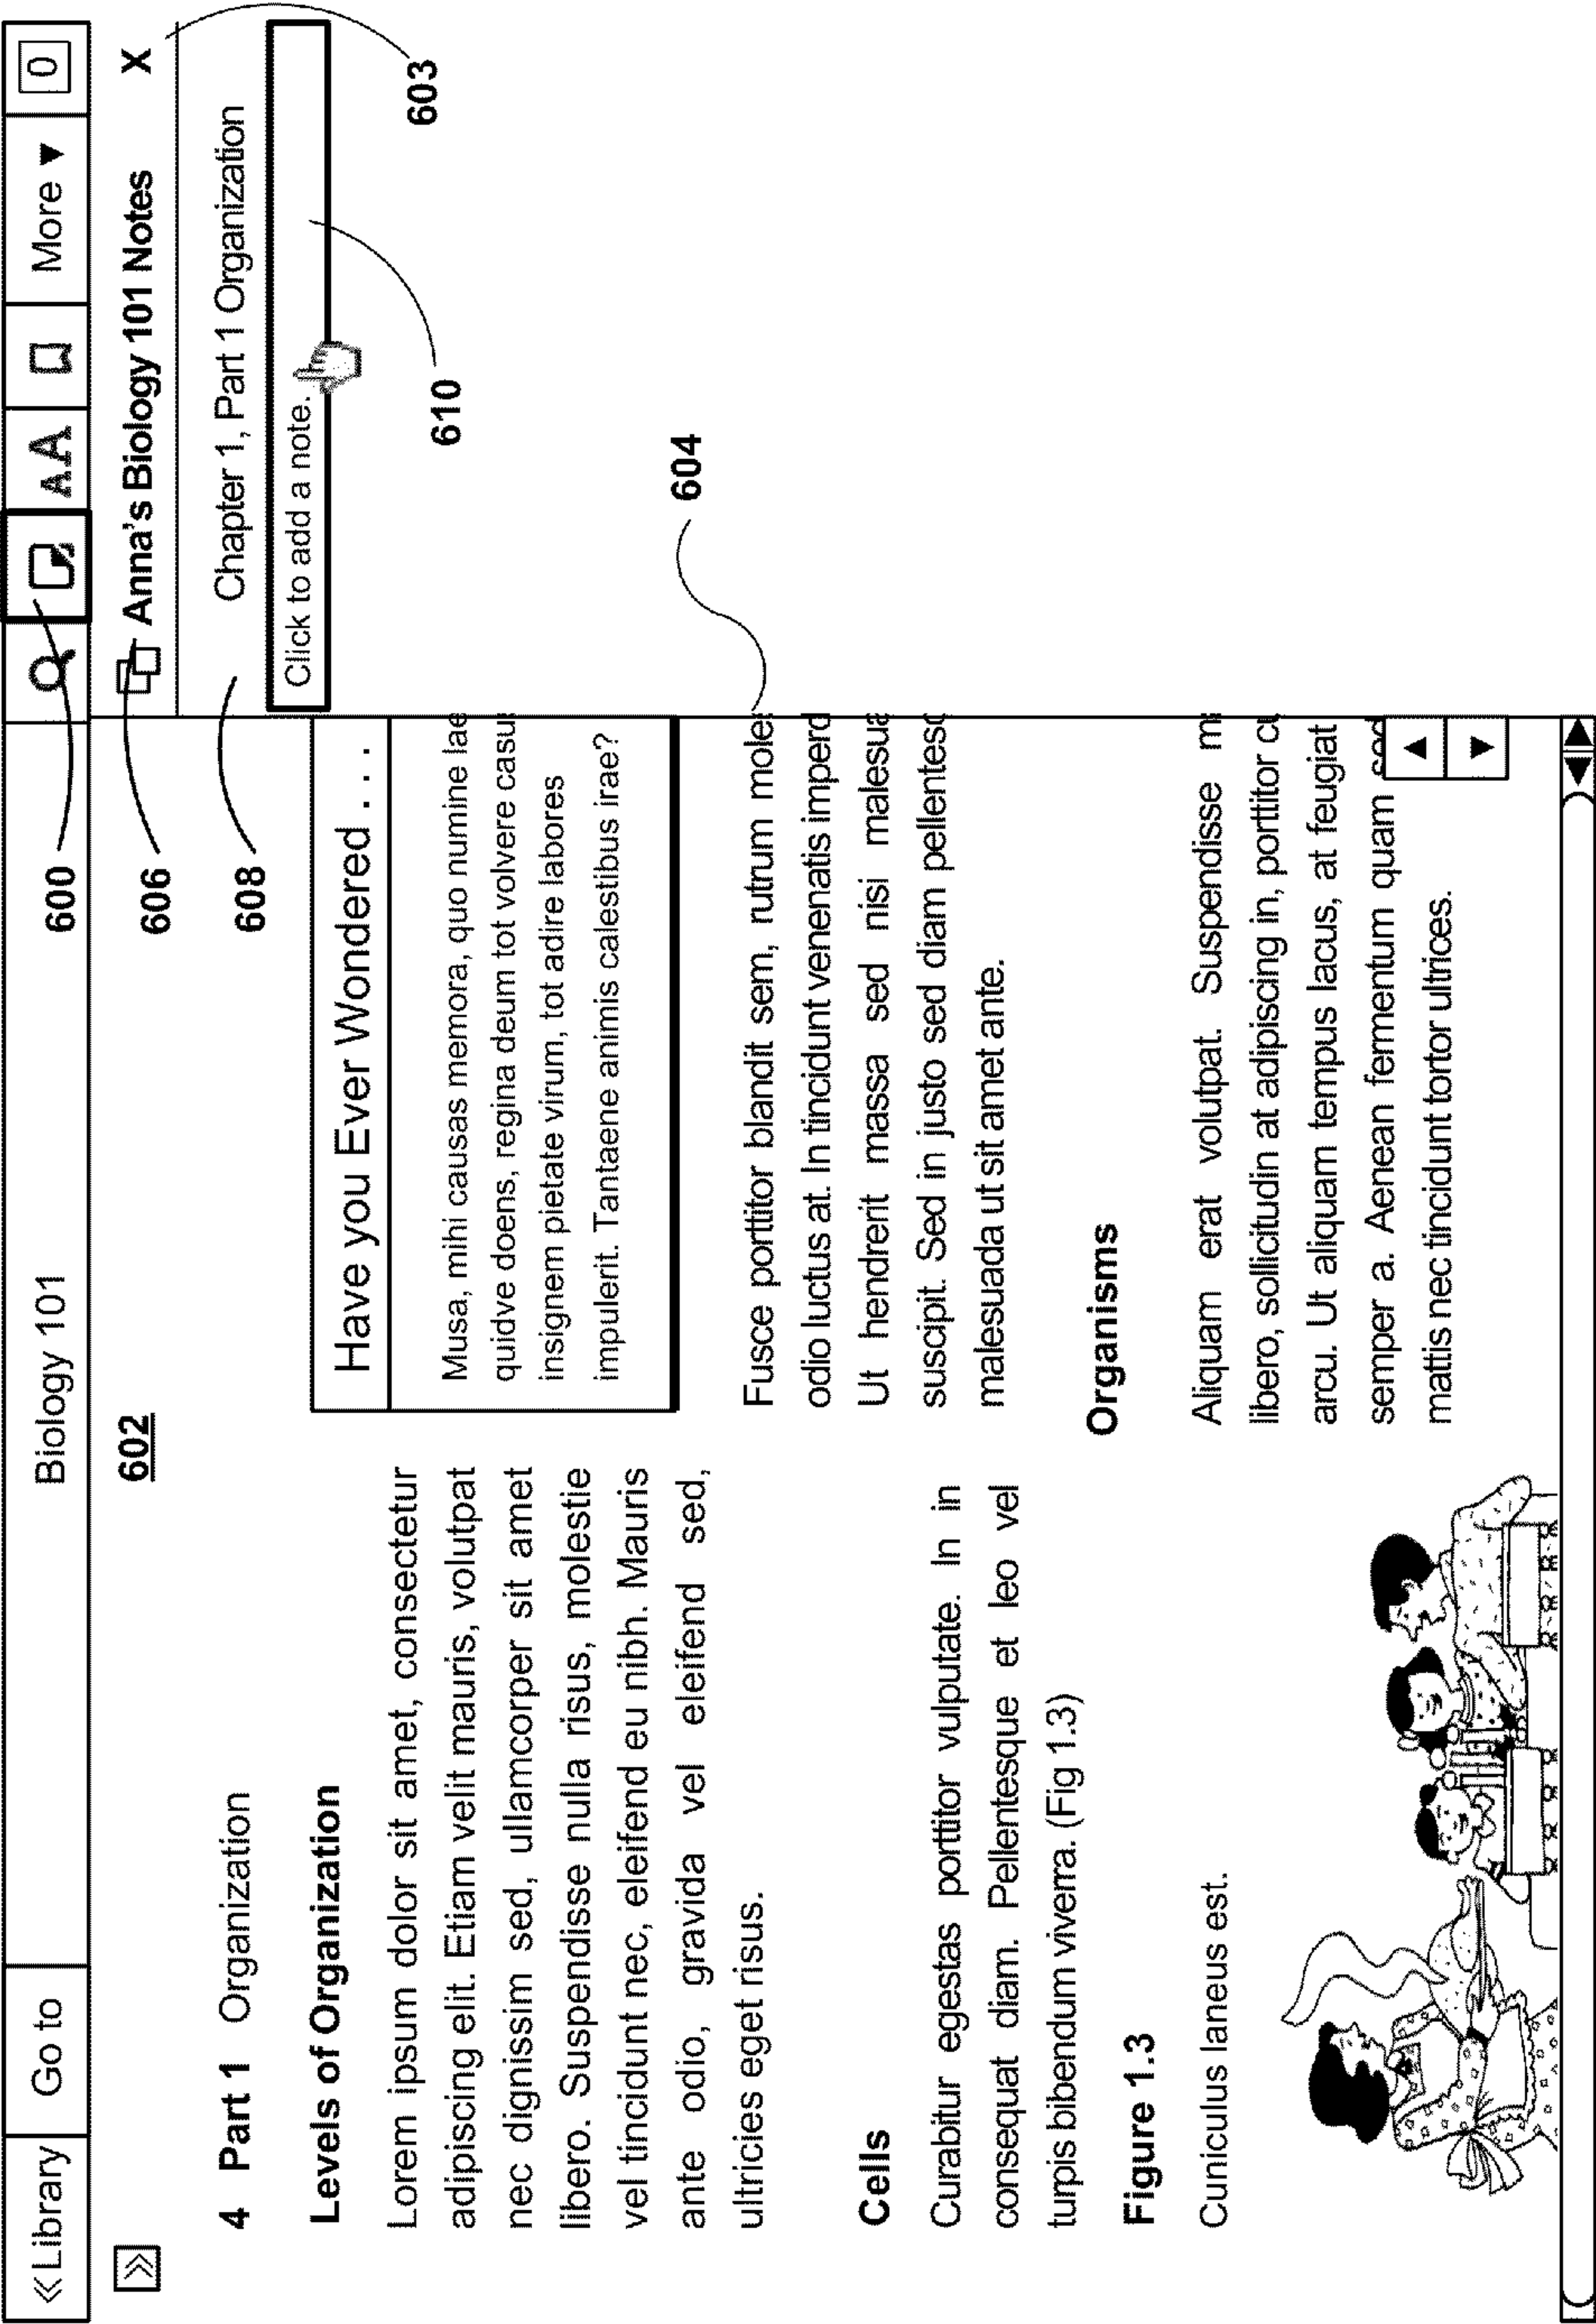 «Library
Go to
Biology 101
AA
More ▼
0
600
602
606
Anna's Biology 101 Notes
X
603
608
Chapter 1, Part 1 Organization
Click to add a note.
610
604
4 Part 1 Organization
Levels of Organization
Lorem ipsum dolor sit amet, consectetur
adipiscing elit. Etiam velit mauris, volutpat
nec dignissim sed, ullamcorper sit amet
libero. Suspendisse nulla risus, molestie
vel tincidunt nec, eleifend eu nibh. Mauris
ante odio, gravida vel eleifend sed,
ultricies eget risus.
Cells
Curabitur egestas porttitor vulputate. In in
consequat diam. Pellentesque et leo vel
turpis bibendum viverra. (Fig 1.3)
Figure 1.3
Cuniculus laneus est.
Have you Ever Wondered . . .
Musa, mihi causas memora, quo numine lae
quidve doens, regina deum tot volvere casu
insignem pietate virum, tot adire labores
impulerit. Tantaene animis calestibus irae?
Fusce porttitor blandit sem, rutrum mole
odio luctus at. In tincidunt venenatis imperd
Ut hendrerit massa sed nisi malesua
suscipit. Sed in justo sed diam pellentesc
malesuada ut sit amet ante.
Organisms
Aliquam erat volutpat. Suspendisse m
libero, sollicitudin at adipiscing in, porttitor cu
arcu. Ut aliquam tempus lacus, at feugiat
semper a. Aenean fermentum quam sed
mattis nec tincidunt tortor ultrices.